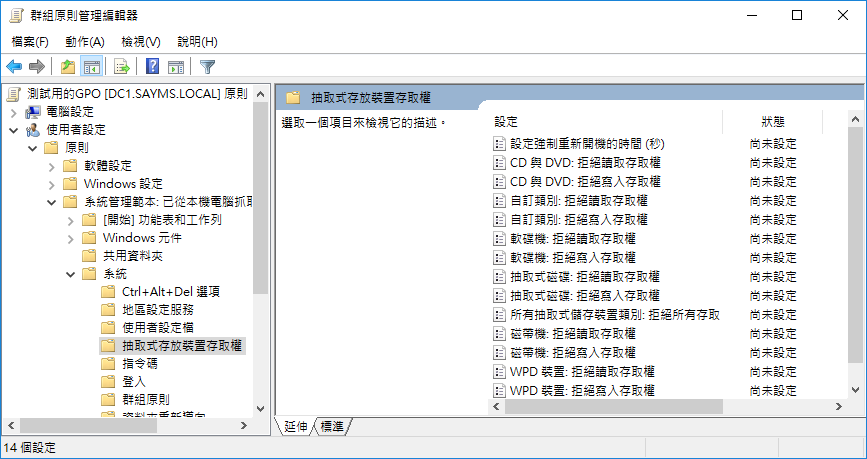 群組原則管理編輯器
檔案(F) 動作(A) 檢視(V) 說明(H)
測試用的GPO [DC1.SAYMS.LOCAL] 原則
電腦設定
使用者設定
原則
軟體設定
Windows 設定
系統管理範本: 已從本機電腦抓取
[開始] 功能表和工作列
Windows 元件
共用資料夾
系統
Ctrl+Alt+Del 選項
地區設定服務
使用者設定檔
抽取式存放裝置存取權
指令碼
登入
群組原則
抽取式存放裝置存取權
選取一個項目來檢視它的描述。
設定 狀態
設定強制重新開機的時間 (秒) 尚未設定
CD 與 DVD: 拒絕讀取存取權 尚未設定
CD 與 DVD: 拒絕寫入存取權 尚未設定
自訂類別: 拒絕讀取存取權 尚未設定
自訂類別: 拒絕寫入存取權 尚未設定
軟碟機: 拒絕讀取存取權 尚未設定
軟碟機: 拒絕寫入存取權 尚未設定
抽取式磁碟: 拒絕讀取存取權 尚未設定
抽取式磁碟: 拒絕寫入存取權 尚未設定
所有抽取式儲存裝置類別: 拒絕所有存取 尚未設定
磁帶機: 拒絕讀取存取權 尚未設定
磁帶機: 拒絕寫入存取權 尚未設定
WPD 裝置: 拒絕讀取存取權 尚未設定
WPD 裝置: 拒絕寫入存取權 尚未設定
延伸 標準
14 個設定